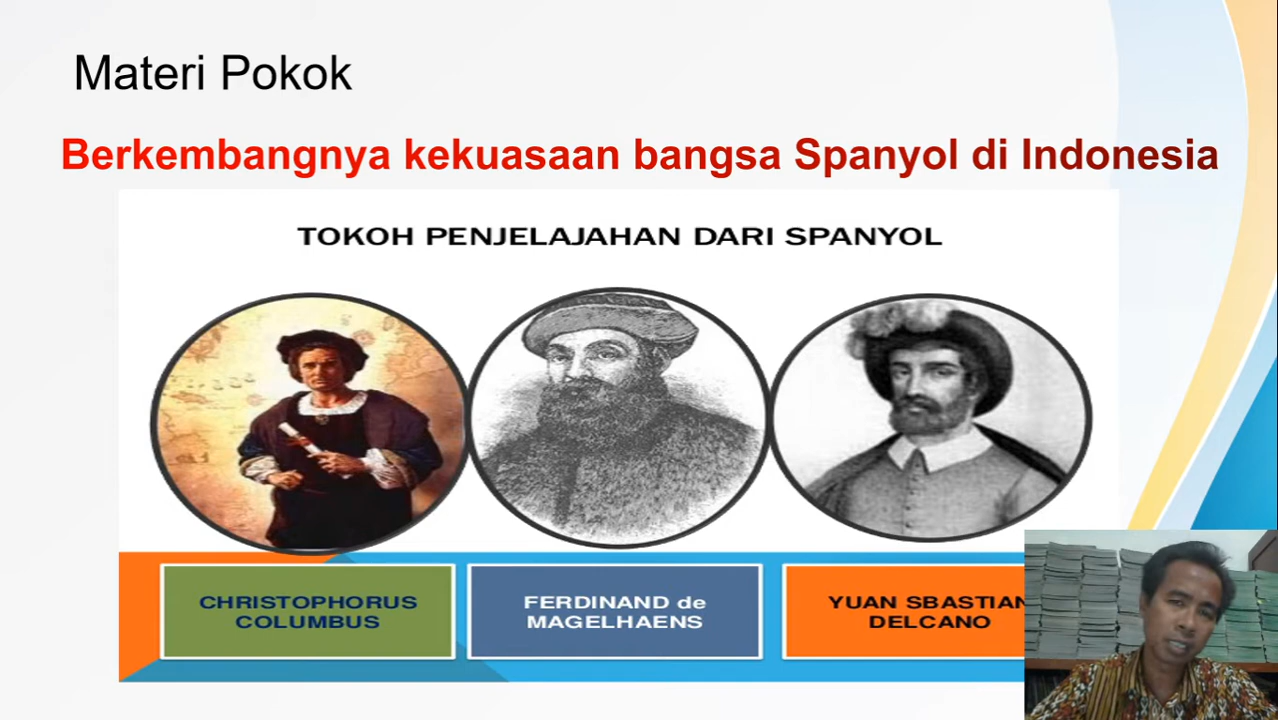 Materi Pokok
Berkembangnya kekuasaan bangsa Spanyol di Indonesia
TOKOH PENJELAJAHAN DARI SPANYOL
CHRISTOPHORUS
COLUMBUS
FERDINAND de
MAGELHAENS
YUAN SBASTIAN
DELCANO